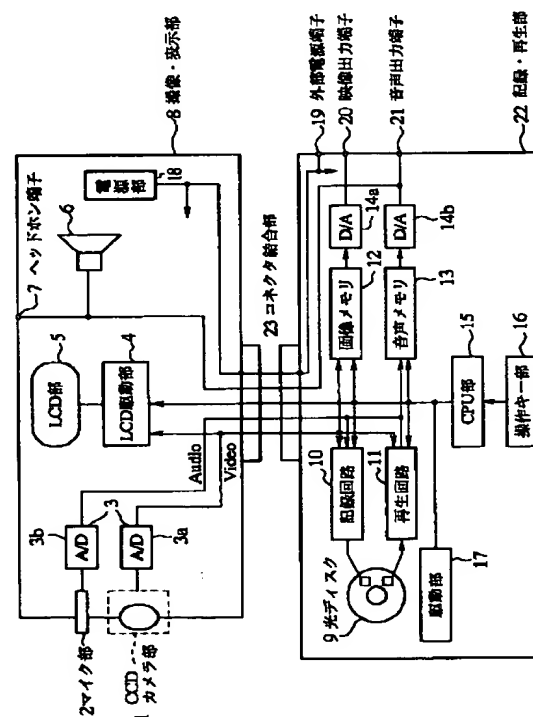 8 撮像・表示部
7 ヘッドホン端子
電源部
18
6
5
LCD部
4
LCD駆動部
Audio
Video
3b
A/D
3
A/D
3a
2マイク部
CCD
1 カメラ部
23 コネクタ結合部
19 外部電源端子
20 映像出力端子
21 音声出力端子
22 記録・再生部
D/A
14a
D/A
14b
12
画像メモリ
13
音声メモリ
15
CPU部
16
操作キー部
10
記録回路
11
再生回路
9光ディスク
17
駆動部